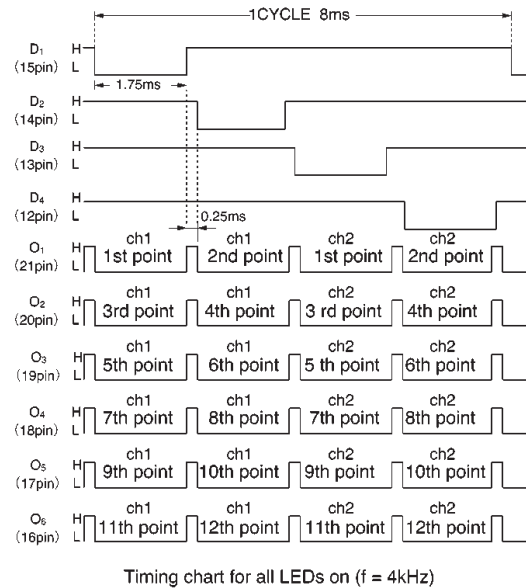 1CYCLE 8ms
D₁ H
(15pin) L
1.75ms
D₂ H
(14pin) L
D₃ H
(13pin) L
D₄ H
(12pin) L
0.25ms
ch1 ch1 ch2 ch2
O₁ H 1st point 2nd point 1st point 2nd point
(21pin) L
ch1 ch1 ch2 ch2
O₂ H 3rd point 4th point 3 rd point 4th point
(20pin) L
ch1 ch1 ch2 ch2
O₃ H 5th point 6th point 5 th point 6th point
(19pin) L
ch1 ch1 ch2 ch2
O₄ H 7th point 8th point 7th point 8th point
(18pin) L
ch1 ch1 ch2 ch2
O₅ H 9th point 10th point 9th point 10th point
(17pin) L
ch1 ch1 ch2 ch2
O₆ H 11th point 12th point 11th point 12th point
(16pin) L
Timing chart for all LEDs on (f = 4kHz)